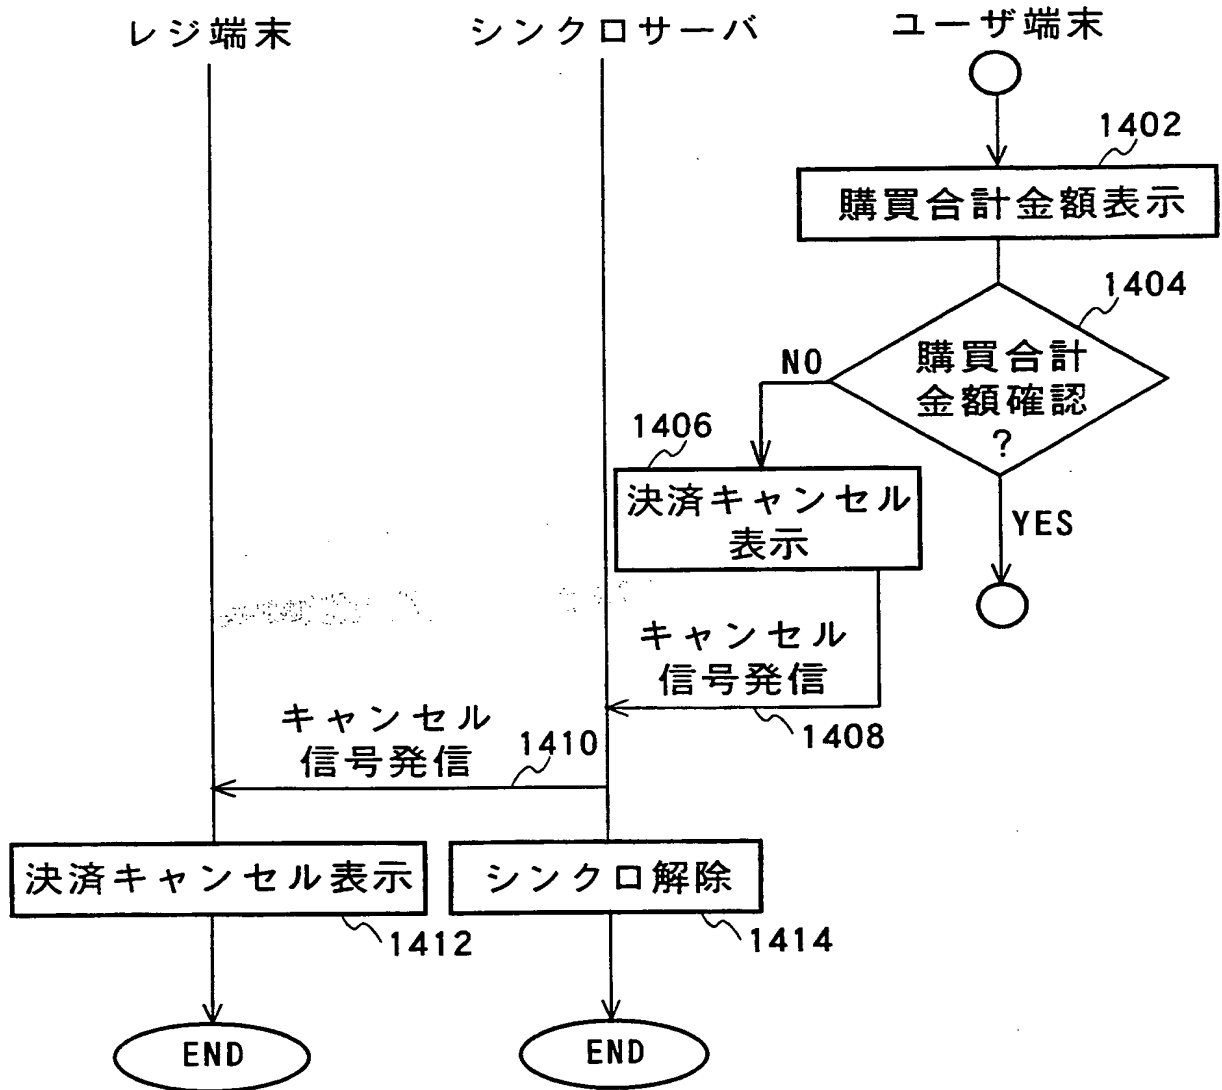 レジ端末
シンクロサーバ
ユーザ端末
1402
購買合計金額表示
1404
購買合計
金額確認
?
NO
YES
1406
決済キャンセル
表示
キャンセル
信号発信
1408
キャンセル
信号発信
1410
決済キャンセル表示
1412
シンクロ解除
1414
END
END